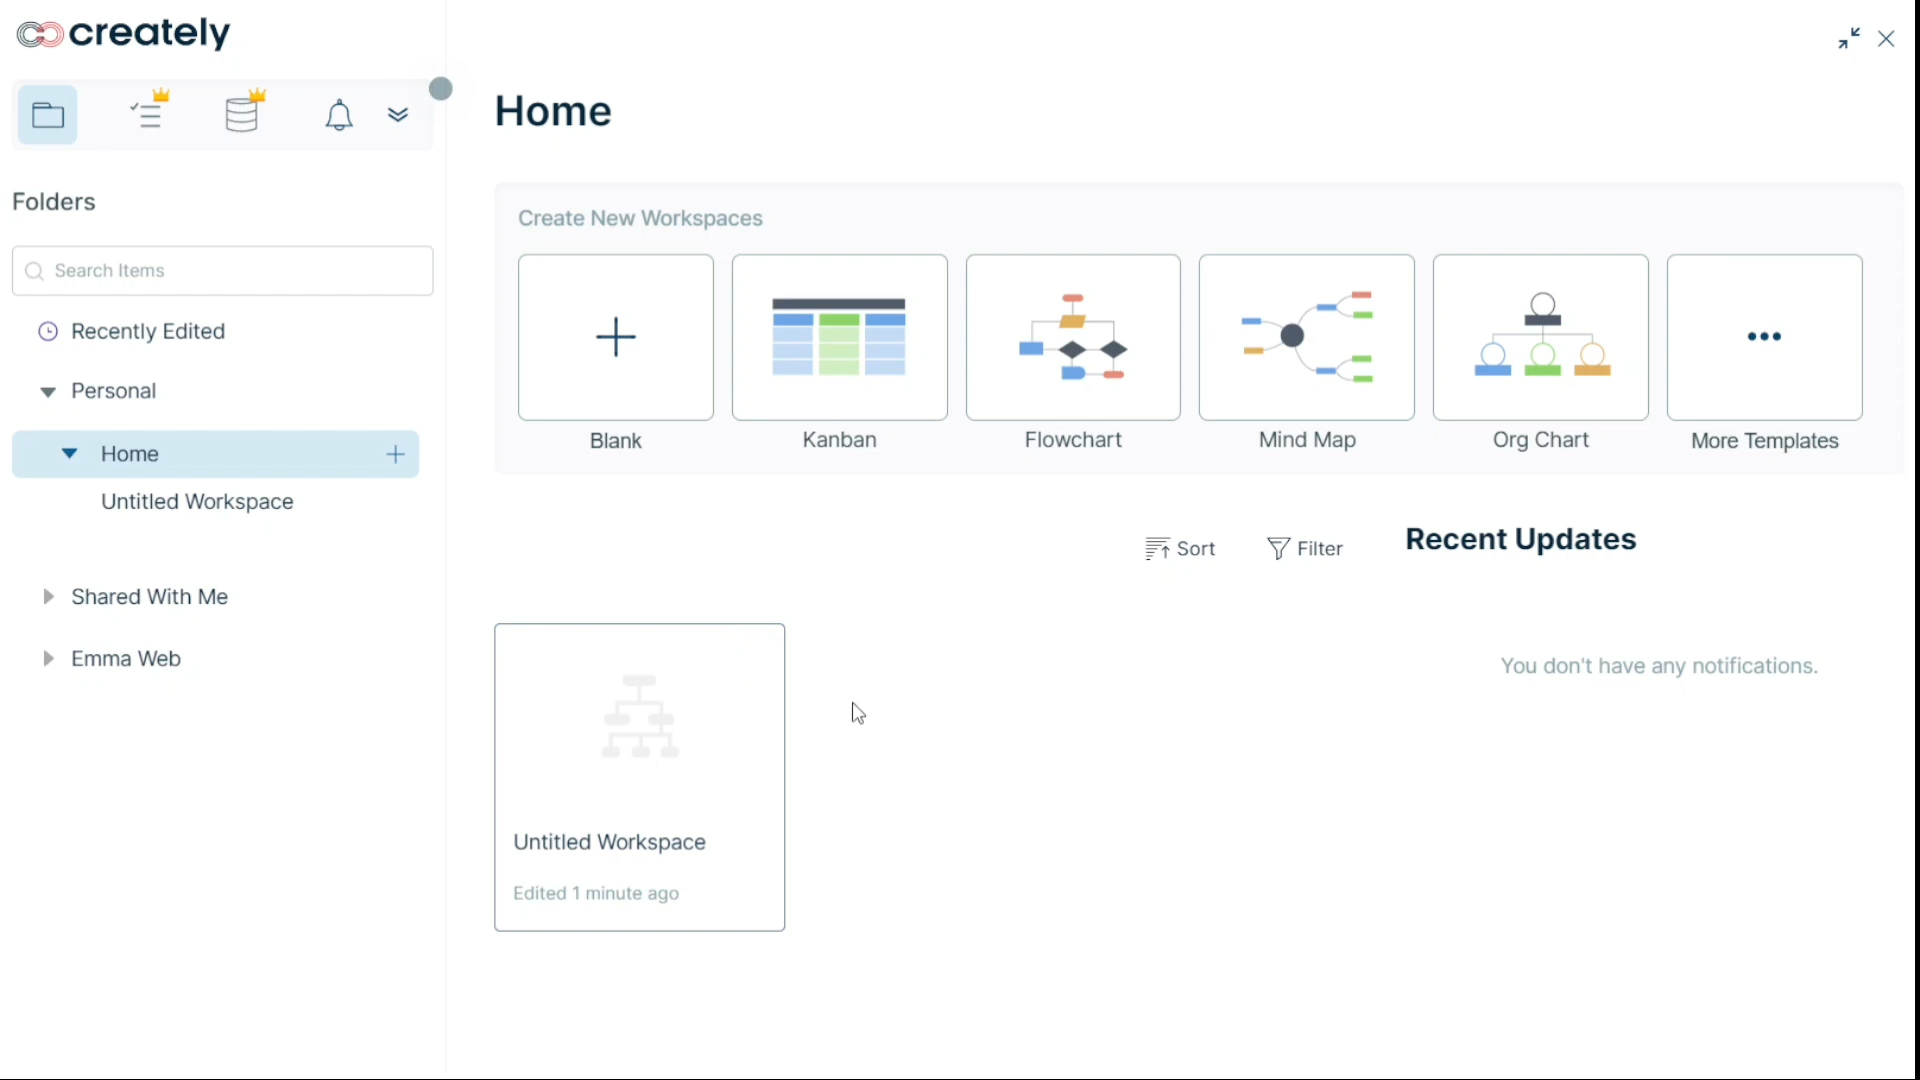 creately
Home
Folders
Create New Workspaces
Search Items
Recently Edited
Personal
Blank
Kanban
Flowchart
Mind Map
Org Chart
More Templates
Home
Untitled Workspace
Sort
Filter
Recent Updates
Shared With Me
Emma Web
You don't have any notifications.
Untitled Workspace
Edited 1 minute ago